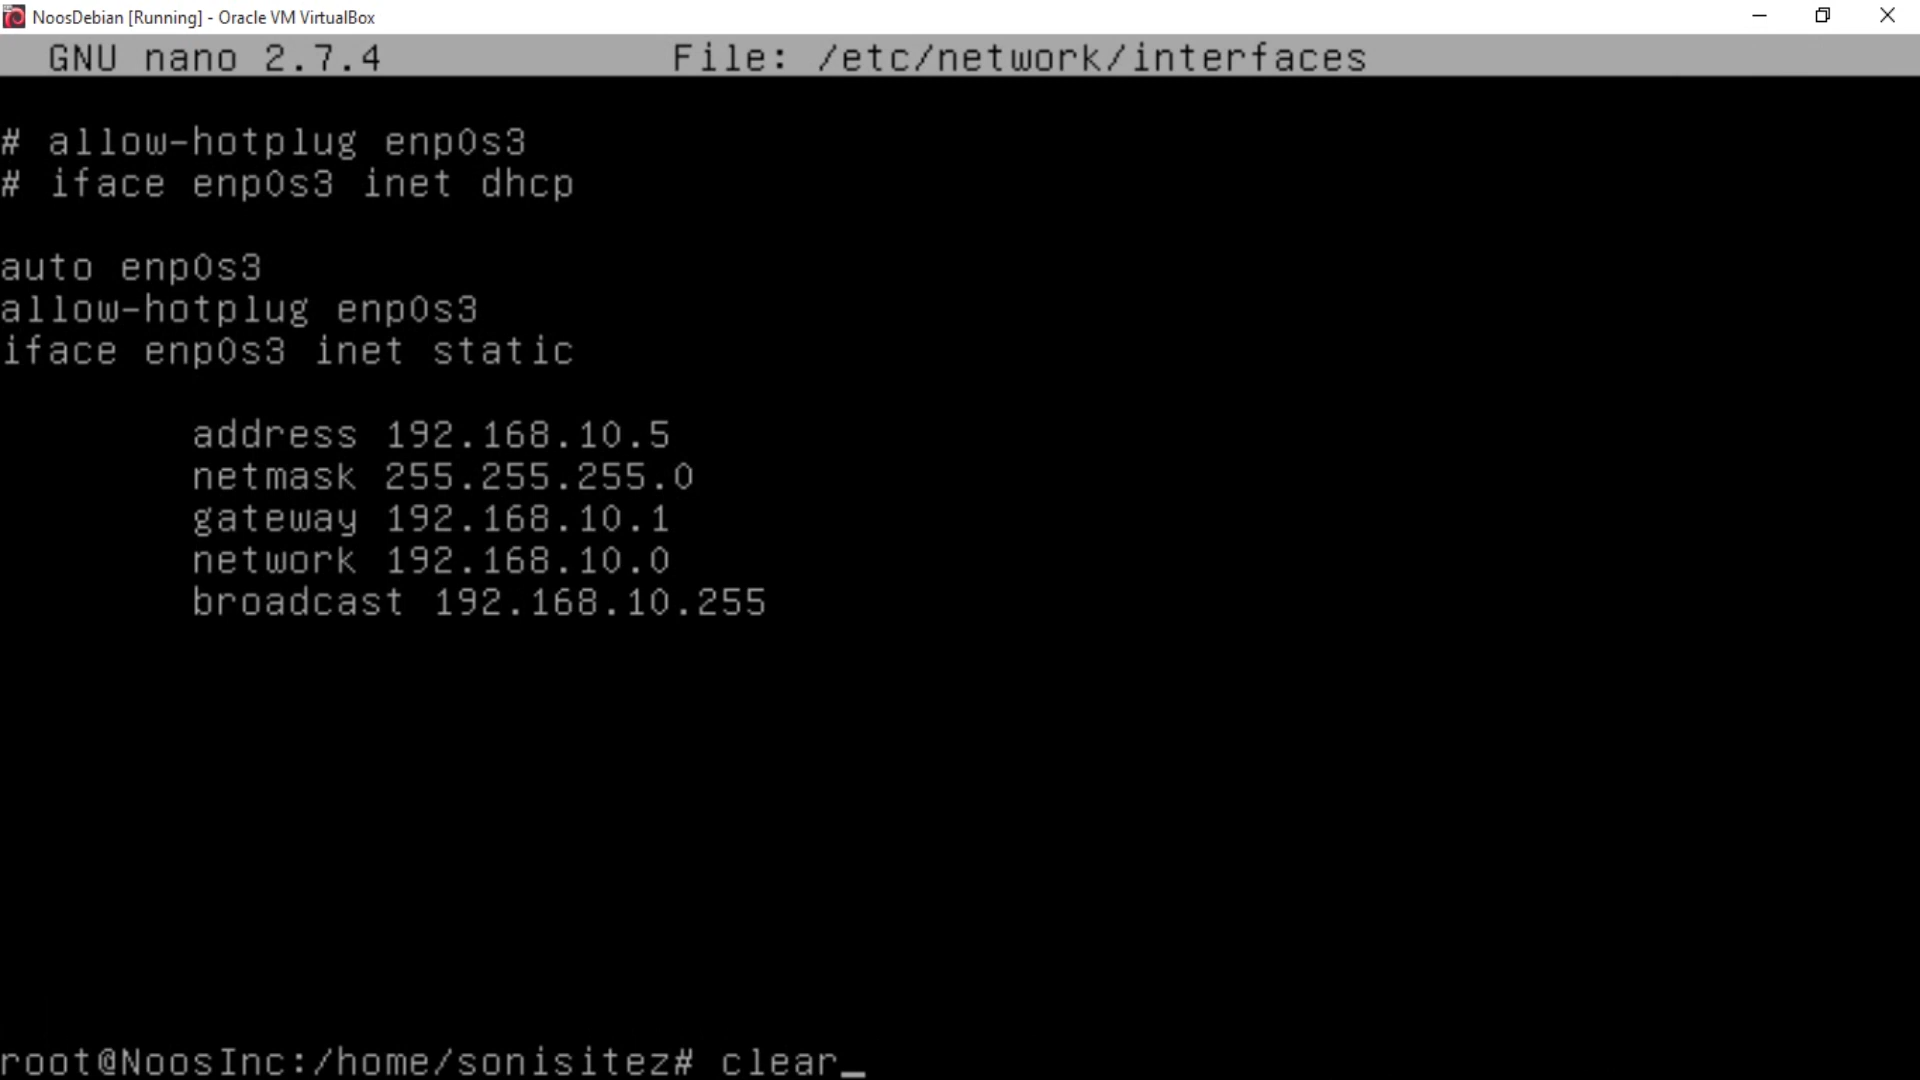 NoosDebian [Running] - Oracle VM VirtualBox
GNU nano 2.7.4 File: /etc/network/interfaces
# allow-hotplug enp0s3
# iface enp0s3 inet dhcp
auto enp0s3
allow-hotplug enp0s3
iface enp0s3 inet static
address 192.168.10.5
netmask 255.255.255.0
gateway 192.168.10.1
network 192.168.10.0
broadcast 192.168.10.255
root@NoosInc:/home/sonisitez# clear_